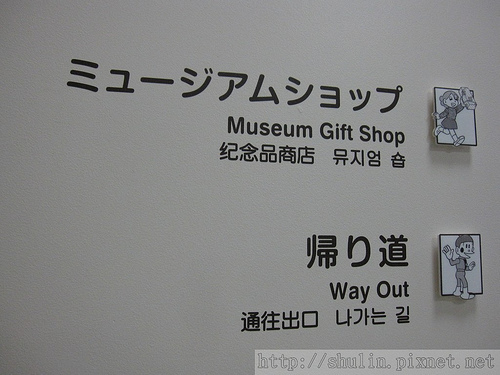 ミュージアムショップ
Museum Gift Shop
纪念品商店 뮤지엄 숍
帰り道
Way Out
通往出口 나가는 길
http://shulin.pixnet.net